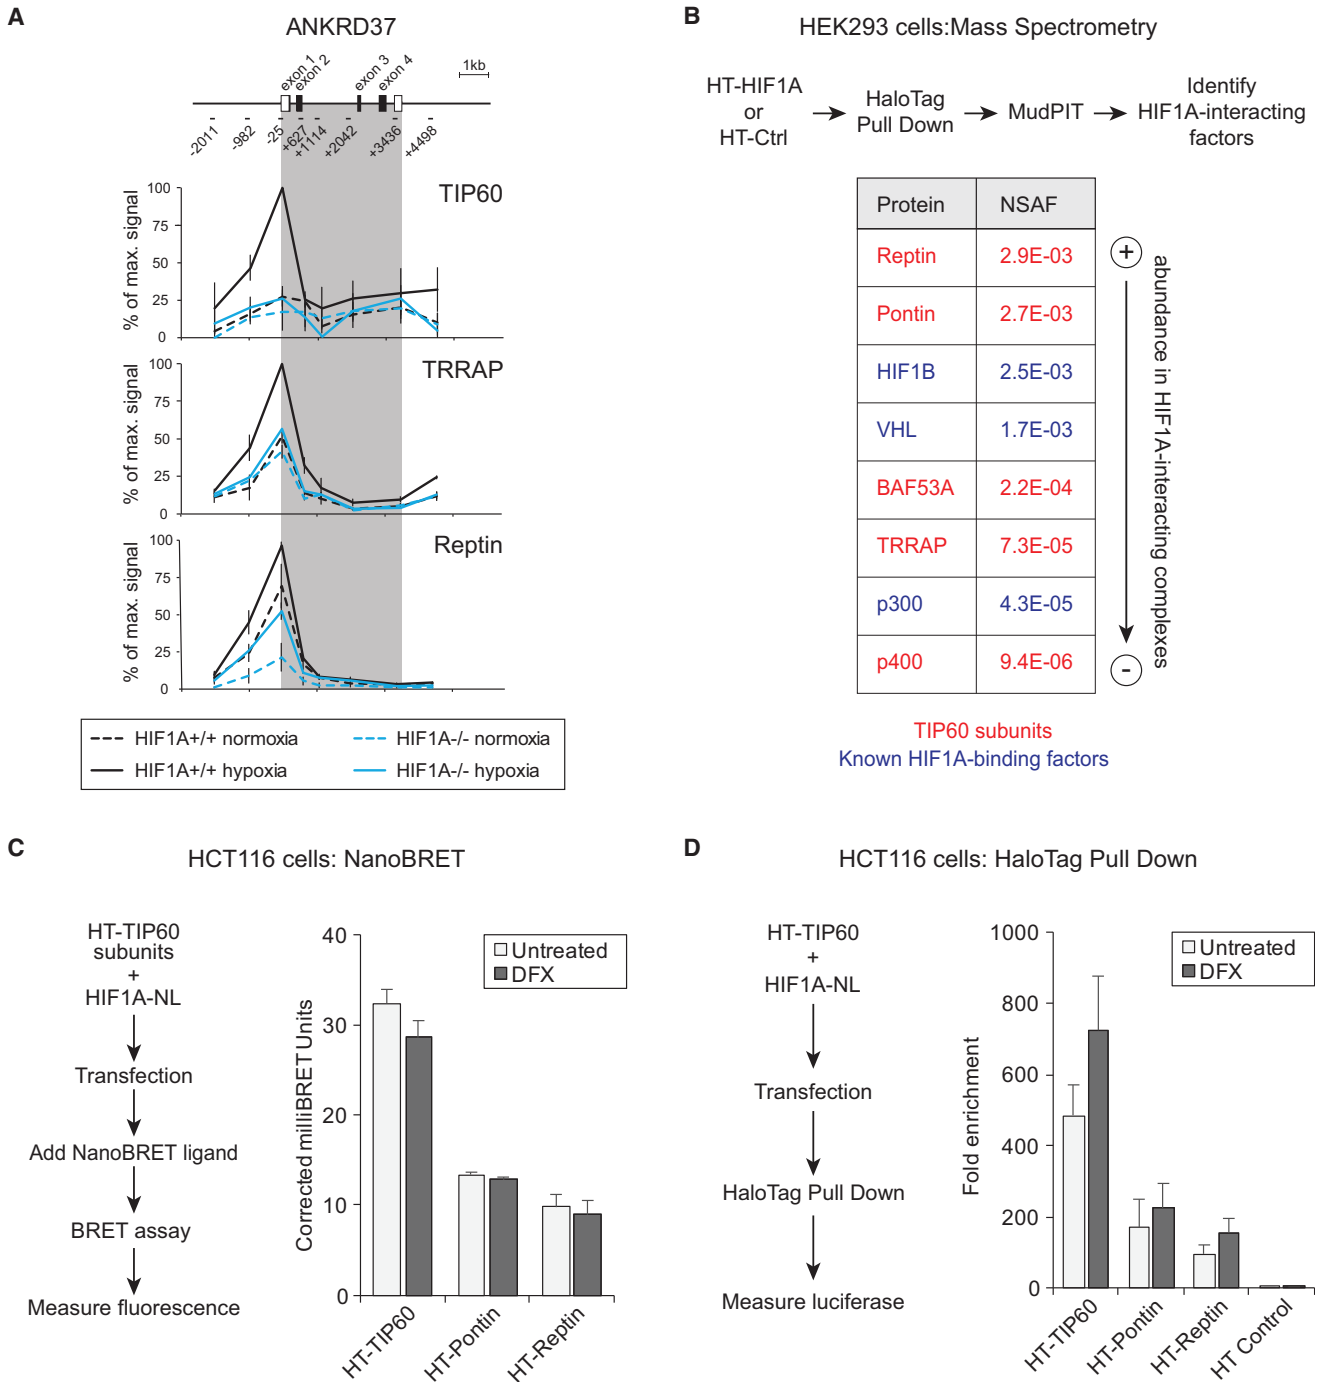 A
ANKRD37
exon 1
exon 2
exon 3
exon 4
1kb
-2011
-982
-25
+627
+1114
+2042
+3436
+4498
TIP60
% of max. signal
100
75
50
25
0
TRRAP
% of max. signal
100
75
50
25
0
Reptin
% of max. signal
100
75
50
25
0
HIF1A+/+ normoxia
HIF1A-/- normoxia
HIF1A+/+ hypoxia
HIF1A-/- hypoxia
B
HEK293 cells:Mass Spectrometry
HT-HIF1A
or
HT-Ctrl
HaloTag
Pull Down
MudPIT
Identify
HIF1A-interacting
factors
Protein NSAF
Reptin 2.9E-03
Pontin 2.7E-03
HIF1B 2.5E-03
VHL 1.7E-03
BAF53A 2.2E-04
TRRAP 7.3E-05
p300 4.3E-05
p400 9.4E-06
+
abundance in HIF1A-interacting complexes
-
TIP60 subunits
Known HIF1A-binding factors
C
HCT116 cells: NanoBRET
HT-TIP60
subunits
+
HIF1A-NL
Transfection
Add NanoBRET ligand
BRET assay
Measure fluorescence
Corrected milliBRET Units
40
30
20
10
0
Untreated
DFX
HT-TIP60
HT-Pontin
HT-Reptin
D
HCT116 cells: HaloTag Pull Down
HT-TIP60
+
HIF1A-NL
Transfection
HaloTag Pull Down
Measure luciferase
Fold enrichment
1000
800
600
400
200
0
Untreated
DFX
HT-TIP60
HT-Pontin
HT-Reptin
HT Control